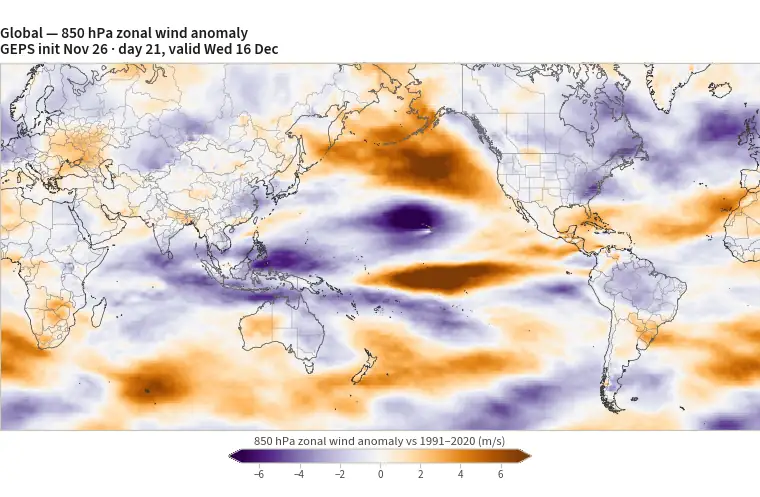 Global — 850 hPa zonal wind anomaly
GEPS init Nov 26 · day 21, valid Wed 16 Dec
850 hPa zonal wind anomaly vs 1991–2020 (m/s)
−6 −4 −2 0 2 4 6